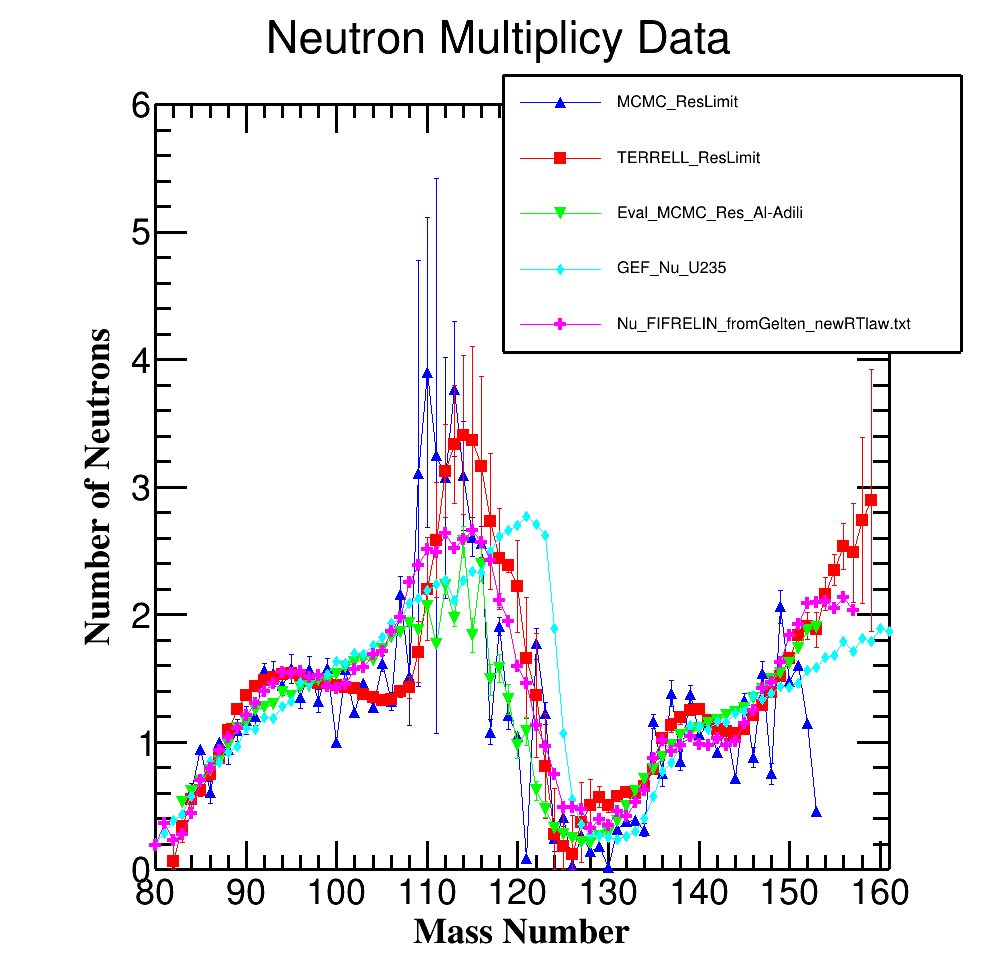 Neutron Multiplicy Data
MCMC_ResLimit
TERRELL_ResLimit
Eval_MCMC_Res_Al-Adili
GEF_Nu_U235
Nu_FIFRELIN_fromGelten_newRTlaw.txt
Number of Neutrons
6
5
4
3
2
1
0
80 90 100 110 120 130 140 150 160
Mass Number